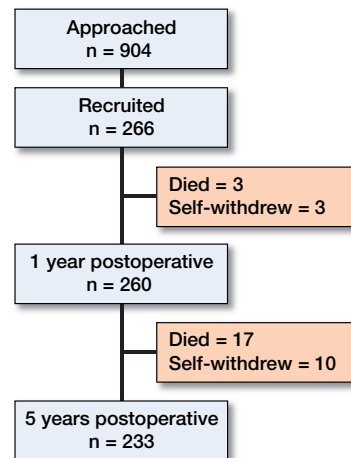 Approached
n = 904
Recruited
n = 266
Died = 3
Self-withdrew = 3
1 year postoperative
n = 260
Died = 17
Self-withdrew = 10
5 years postoperative
n = 233